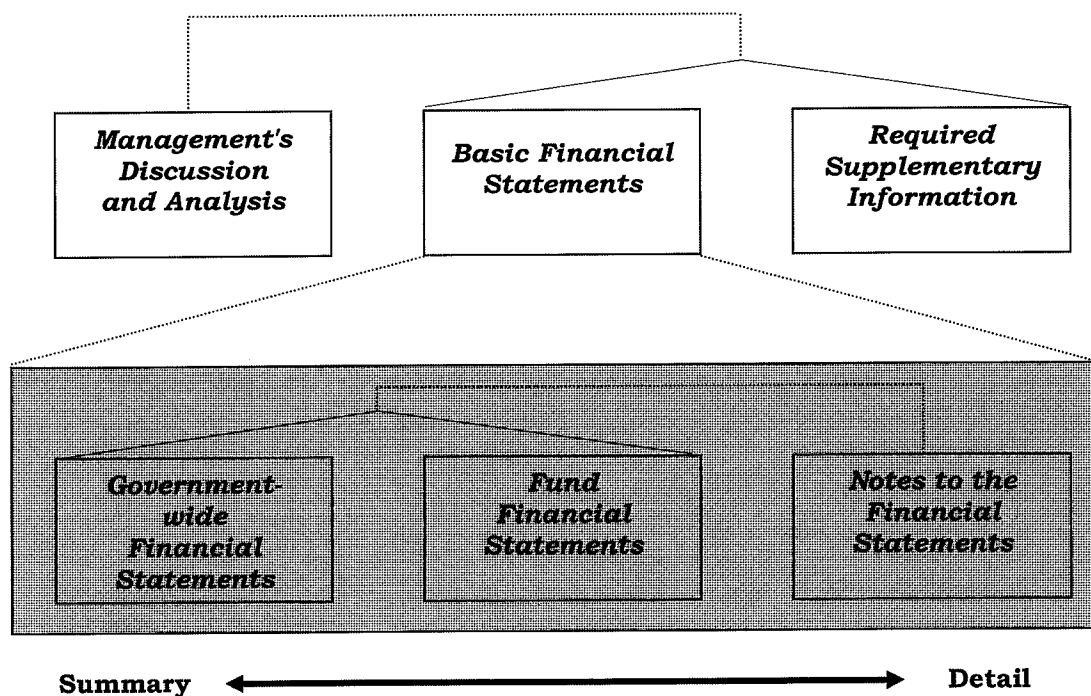 Management's
Discussion
and Analysis
Basic Financial
Statements
Required
Supplementary
Information
Government-
wide
Financial
Statements
Fund
Financial
Statements
Notes to the
Financial
Statements
Summary
Detail